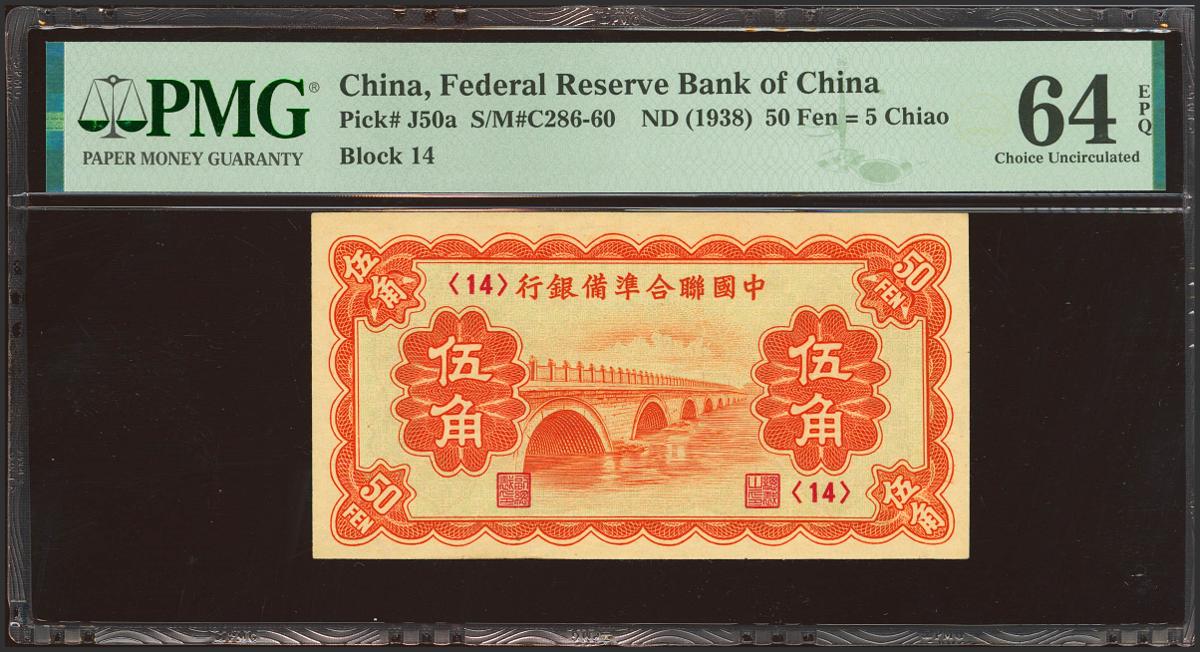 PMG®
PAPER MONEY GUARANTY
China, Federal Reserve Bank of China
Pick# J50a S/M#C286-60 ND (1938) 50 Fen = 5 Chiao
Block 14
64 EPQ
Choice Uncirculated
伍角
50 FEN
〈14〉行銀備準合聯國中
伍角
伍角
〈14〉
50 FEN
伍角
PMG